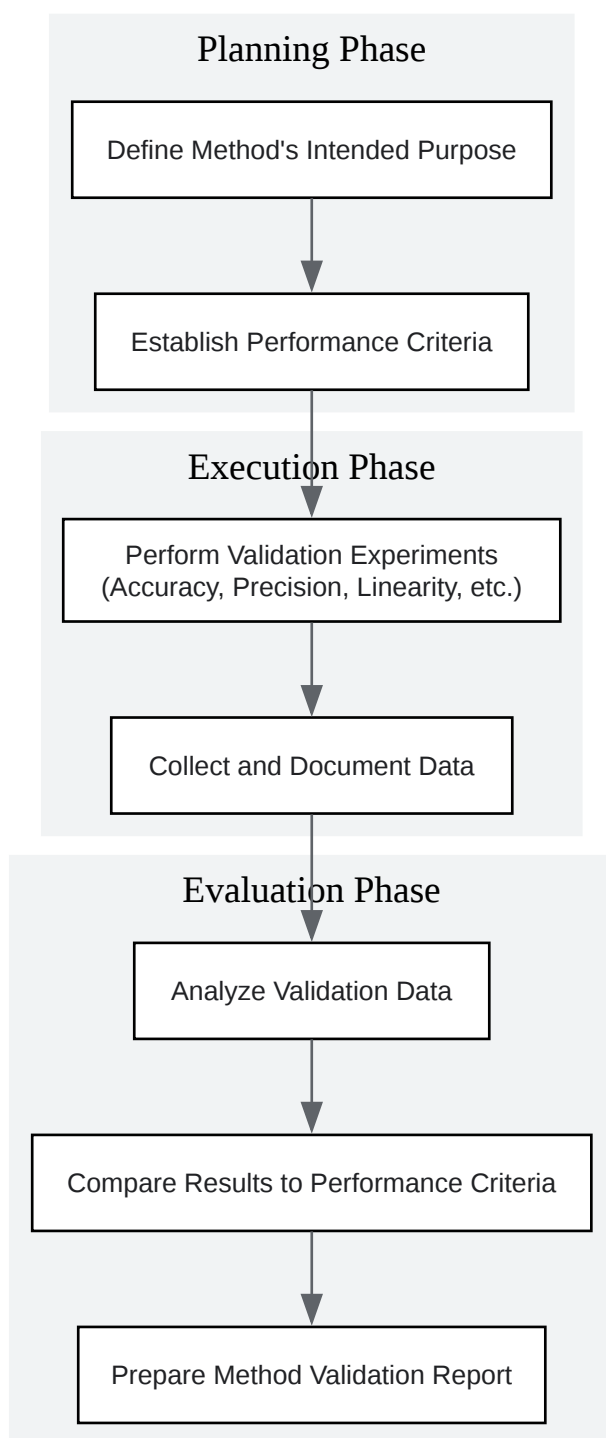 Planning Phase
Define Method's Intended Purpose
Establish Performance Criteria
Execution Phase
Perform Validation Experiments
(Accuracy, Precision, Linearity, etc.)
Collect and Document Data
Evaluation Phase
Analyze Validation Data
Compare Results to Performance Criteria
Prepare Method Validation Report